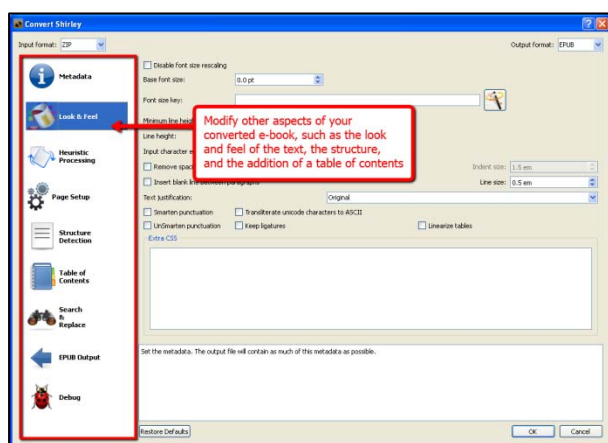 Convert Shirley
Input format: ZIP
Output format: EPUB
Metadata
Look & Feel
Heuristic
Processing
Page Setup
Structure
Detection
Table of
Contents
Search
&
Replace
EPUB Output
Debug
Disable font size rescaling
Base font size: 0.0 pt
Font size key:
Minimum line heig
Line height:
Input character e
Modify other aspects of your
converted e-book, such as the look
and feel of the text, the structure,
and the addition of a table of contents
Remove spac
Indent size: 1.5 em
Insert blank line between paragraphs
Line size: 0.5 em
Text justification: Original
Smarten punctuation Transliterate unicode characters to ASCII
UnSmarten punctuation Keep ligatures Linearize tables
Extra CSS
Set the metadata. The output file will contain as much of this metadata as possible.
Restore Defaults
OK Cancel